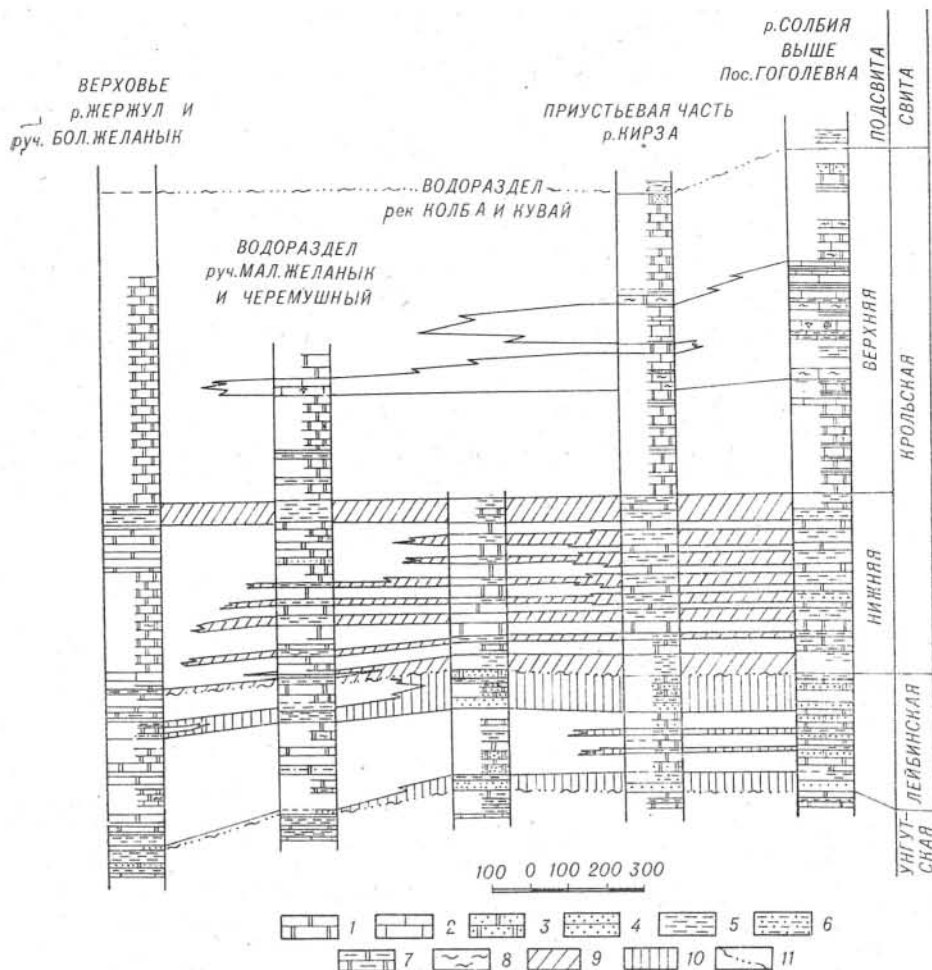 ВЕРХОВЬЕ
р.ЖЕРЖУЛ И
руч. БОЛ.ЖЕЛАНЫК
ВОДОРАЗДЕЛ
руч.МАЛ.ЖЕЛАНЫК
И ЧЕРЕМУШНЫЙ
ВОДОРАЗДЕЛ
рек КОЛБА И КУВАЙ
ПРИУСТЬЕВАЯ ЧАСТЬ
р.КИРЗА
р.СОЛБИЯ
ВЫШЕ
Пос.ГОГОЛЕВКА
ПОДСВИТА
СВИТА
ВЕРХНЯЯ
НИЖНЯЯ
КРОЛЬСКАЯ
ЛЕЙБИНСКАЯ
УНГУТ-
СКАЯ
100 0 100 200 300
1 2 3 4 5 6
7 8 9 10 11